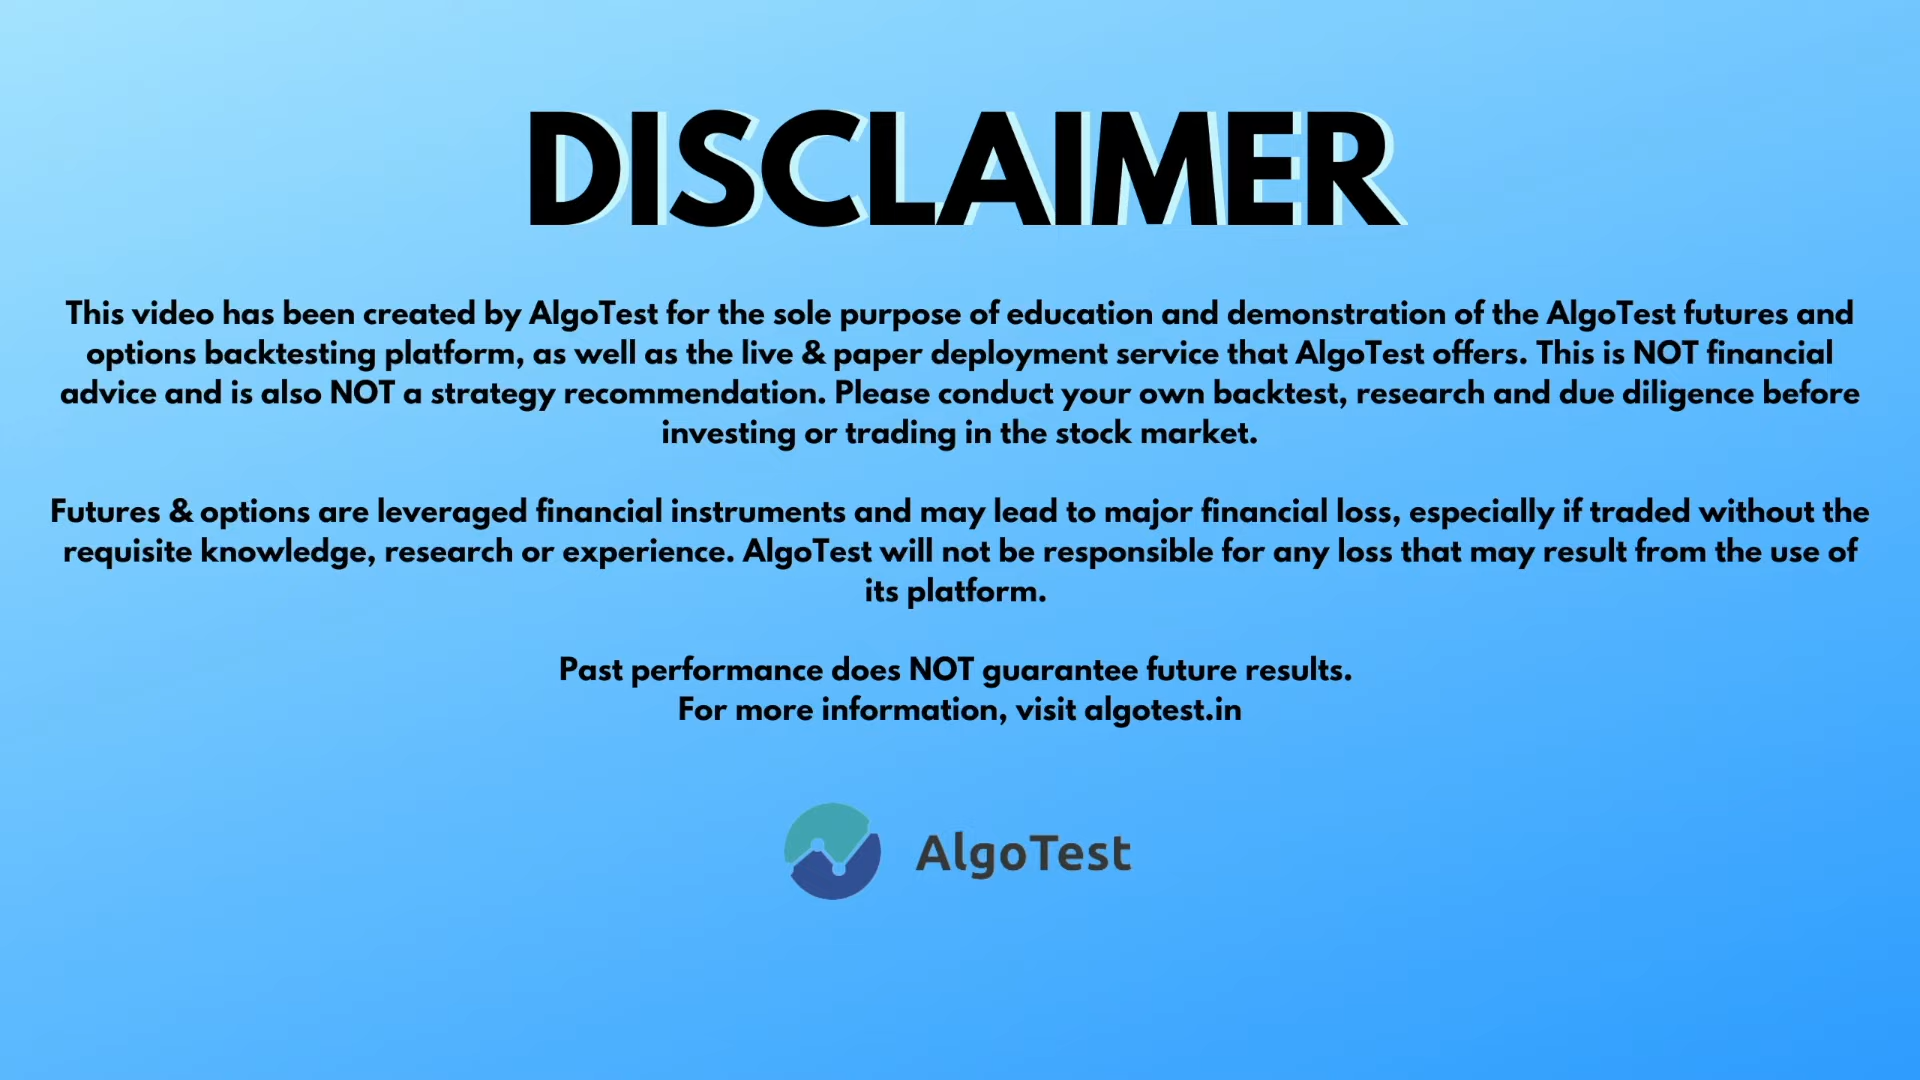 DISCLAIMER
This video has been created by AlgoTest for the sole purpose of education and demonstration of the AlgoTest futures and
options backtesting platform, as well as the live & paper deployment service that AlgoTest offers. This is NOT financial
advice and is also NOT a strategy recommendation. Please conduct your own backtest, research and due diligence before
investing or trading in the stock market.
Futures & options are leveraged financial instruments and may lead to major financial loss, especially if traded without the
requisite knowledge, research or experience. AlgoTest will not be responsible for any loss that may result from the use of
its platform.
Past performance does NOT guarantee future results.
For more information, visit algotest.in
AlgoTest